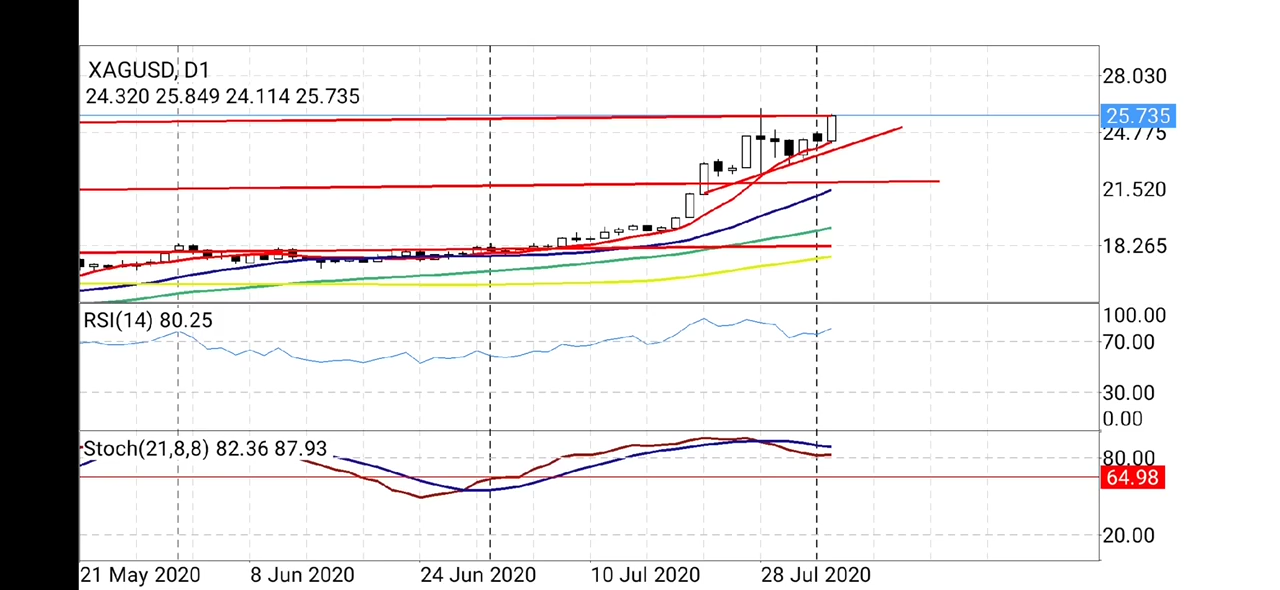 XAGUSD, D1
24.320 25.849 24.114 25.735
28.030
25.735
24.775
21.520
18.265
RSI(14) 80.25
100.00
70.00
30.00
0.00
Stoch(21,8,8) 82.36 87.93
80.00
64.98
20.00
21 May 2020 8 Jun 2020 24 Jun 2020 10 Jul 2020 28 Jul 2020